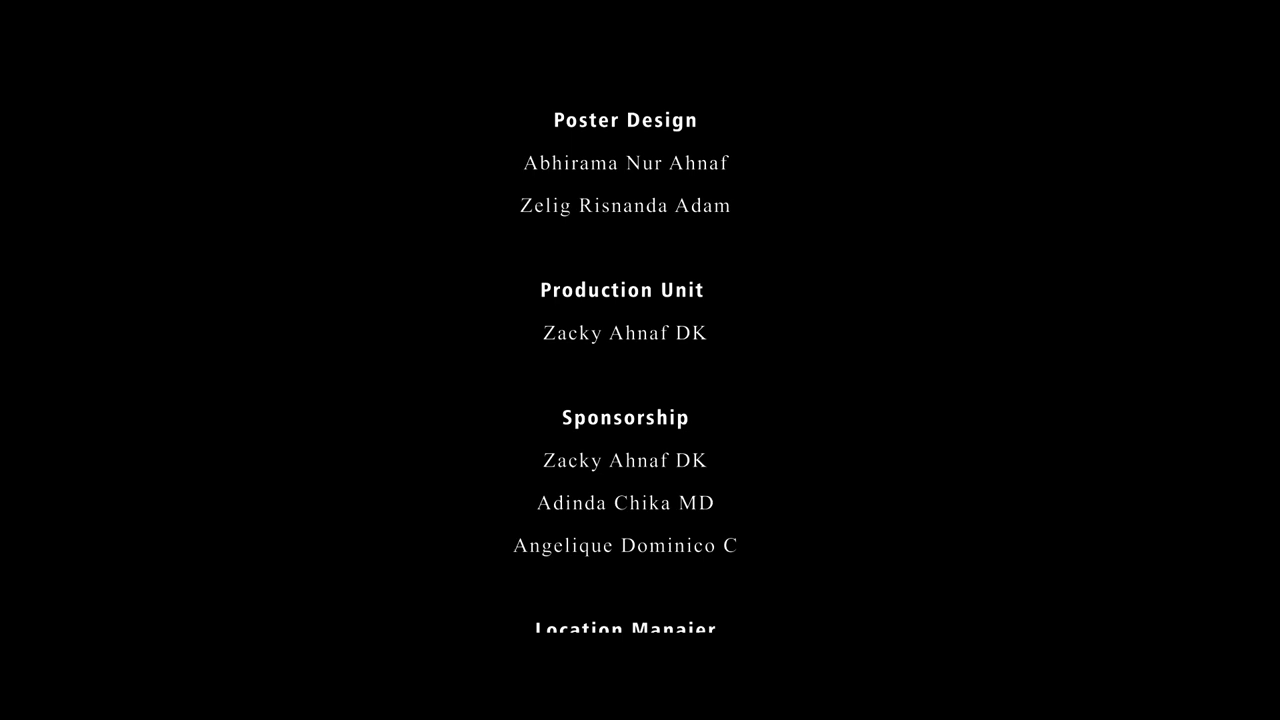 Poster Design
Abhirama Nur Ahnaf
Zelig Risnanda Adam
Production Unit
Zacky Ahnaf DK
Sponsorship
Zacky Ahnaf DK
Adinda Chika MD
Angelique Dominico C
Location Manajer